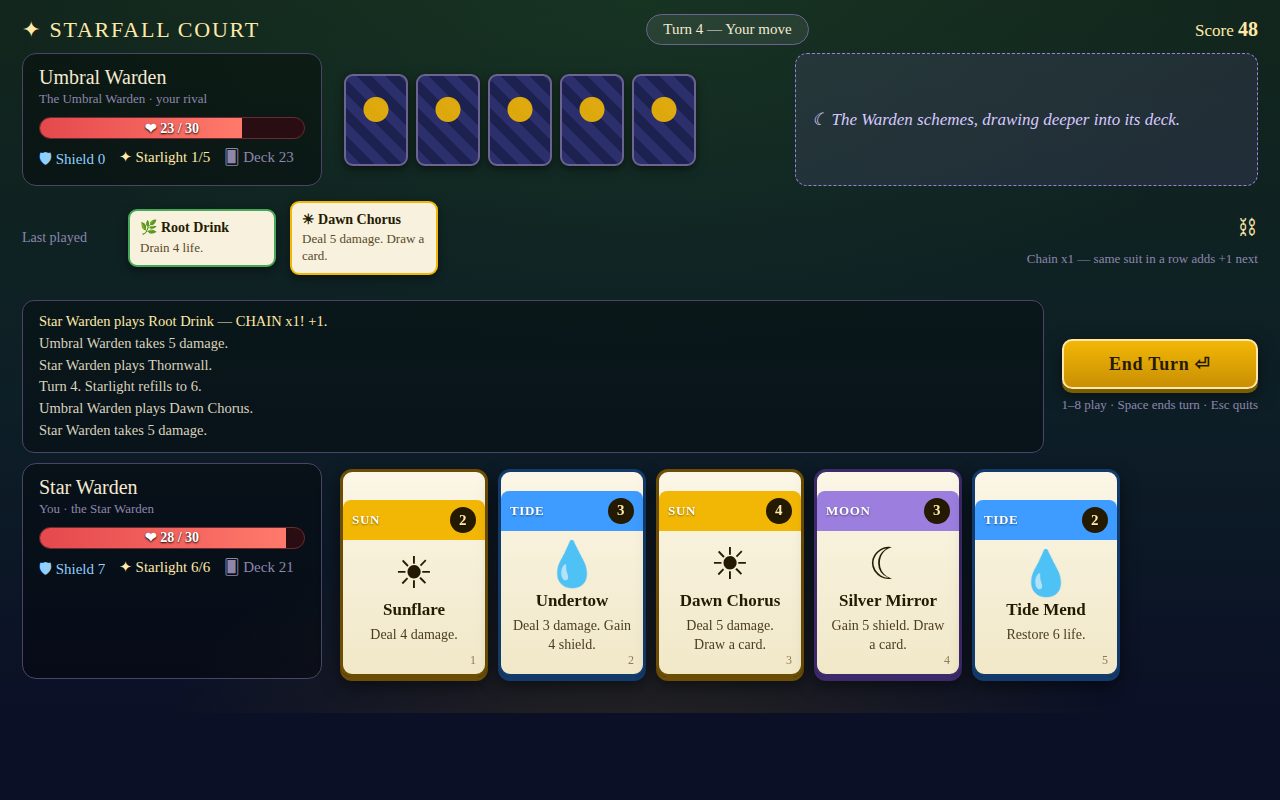 ✦ STARFALL COURT
Turn 4 — Your move
Score 48
Umbral Warden
The Umbral Warden · your rival
❤ 23 / 30
Shield 0 ✦ Starlight 1/5 Deck 23
☾ The Warden schemes, drawing deeper into its deck.
Last played
Root Drink
Drain 4 life.
☀ Dawn Chorus
Deal 5 damage. Draw a
card.
Chain x1 — same suit in a row adds +1 next
Star Warden plays Root Drink — CHAIN x1! +1.
Umbral Warden takes 5 damage.
Star Warden plays Thornwall.
Turn 4. Starlight refills to 6.
Umbral Warden plays Dawn Chorus.
Star Warden takes 5 damage.
End Turn ⏎
1–8 play · Space ends turn · Esc quits
Star Warden
You · the Star Warden
❤ 28 / 30
Shield 7 ✦ Starlight 6/6 Deck 21
SUN 2
Sunflare
Deal 4 damage.
1
TIDE 3
Undertow
Deal 3 damage. Gain
4 shield.
2
SUN 4
Dawn Chorus
Deal 5 damage.
Draw a card.
3
MOON 3
Silver Mirror
Gain 5 shield. Draw
a card.
4
TIDE 2
Tide Mend
Restore 6 life.
5